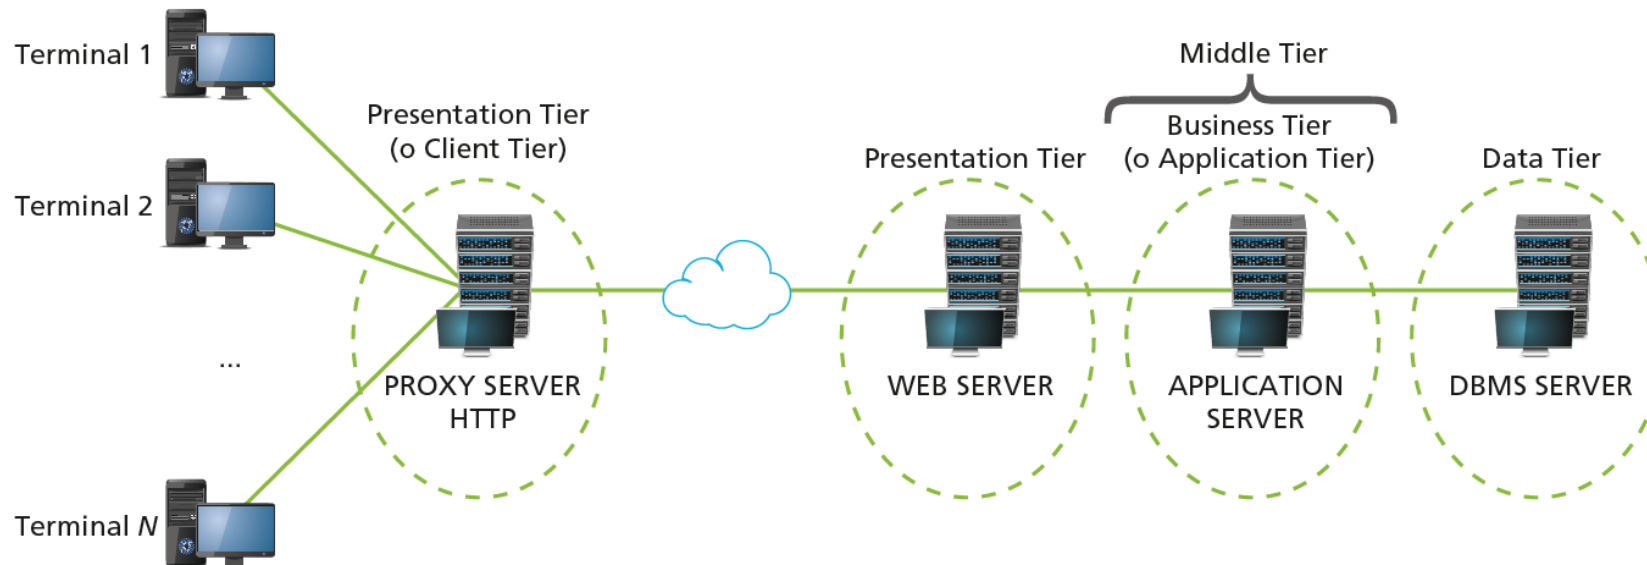 Terminal 1
Terminal 2
...
Terminal N
Presentation Tier
(o Client Tier)
PROXY SERVER
HTTP
Presentation Tier
WEB SERVER
Middle Tier
Business Tier
(o Application Tier)
APPLICATION
SERVER
Data Tier
DBMS SERVER